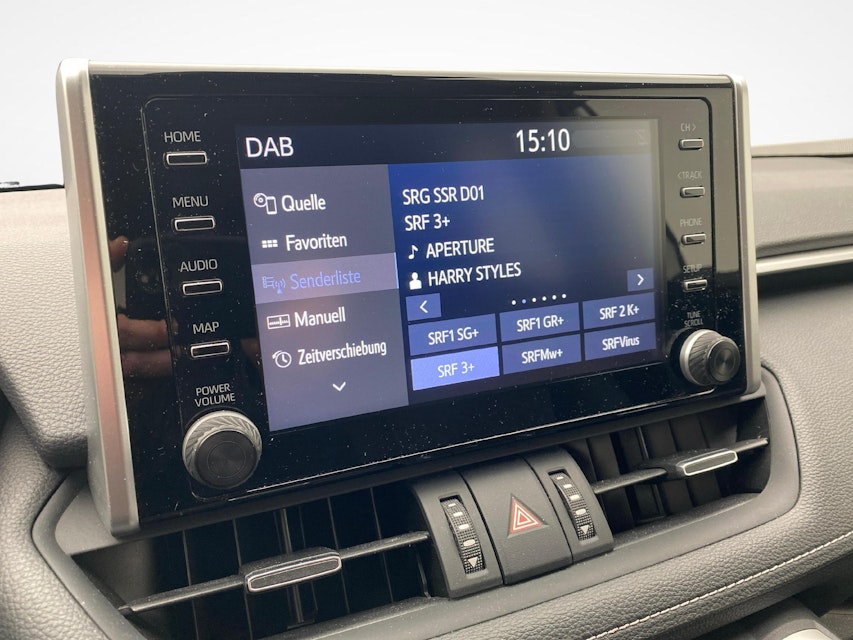 HOME
MENU
AUDIO
MAP
POWER
VOLUME
DAB
15:10
Quelle
Favoriten
Senderliste
Manuell
Zeitverschiebung
SRG SSR D01
SRF 3+
APERTURE
HARRY STYLES
SRF1 SG+
SRF1 GR+
SRF 2 K+
SRF 3+
SRFMw+
SRFVirus
CH >
< TRACK
PHONE
SETUP
TUNE
SCROLL